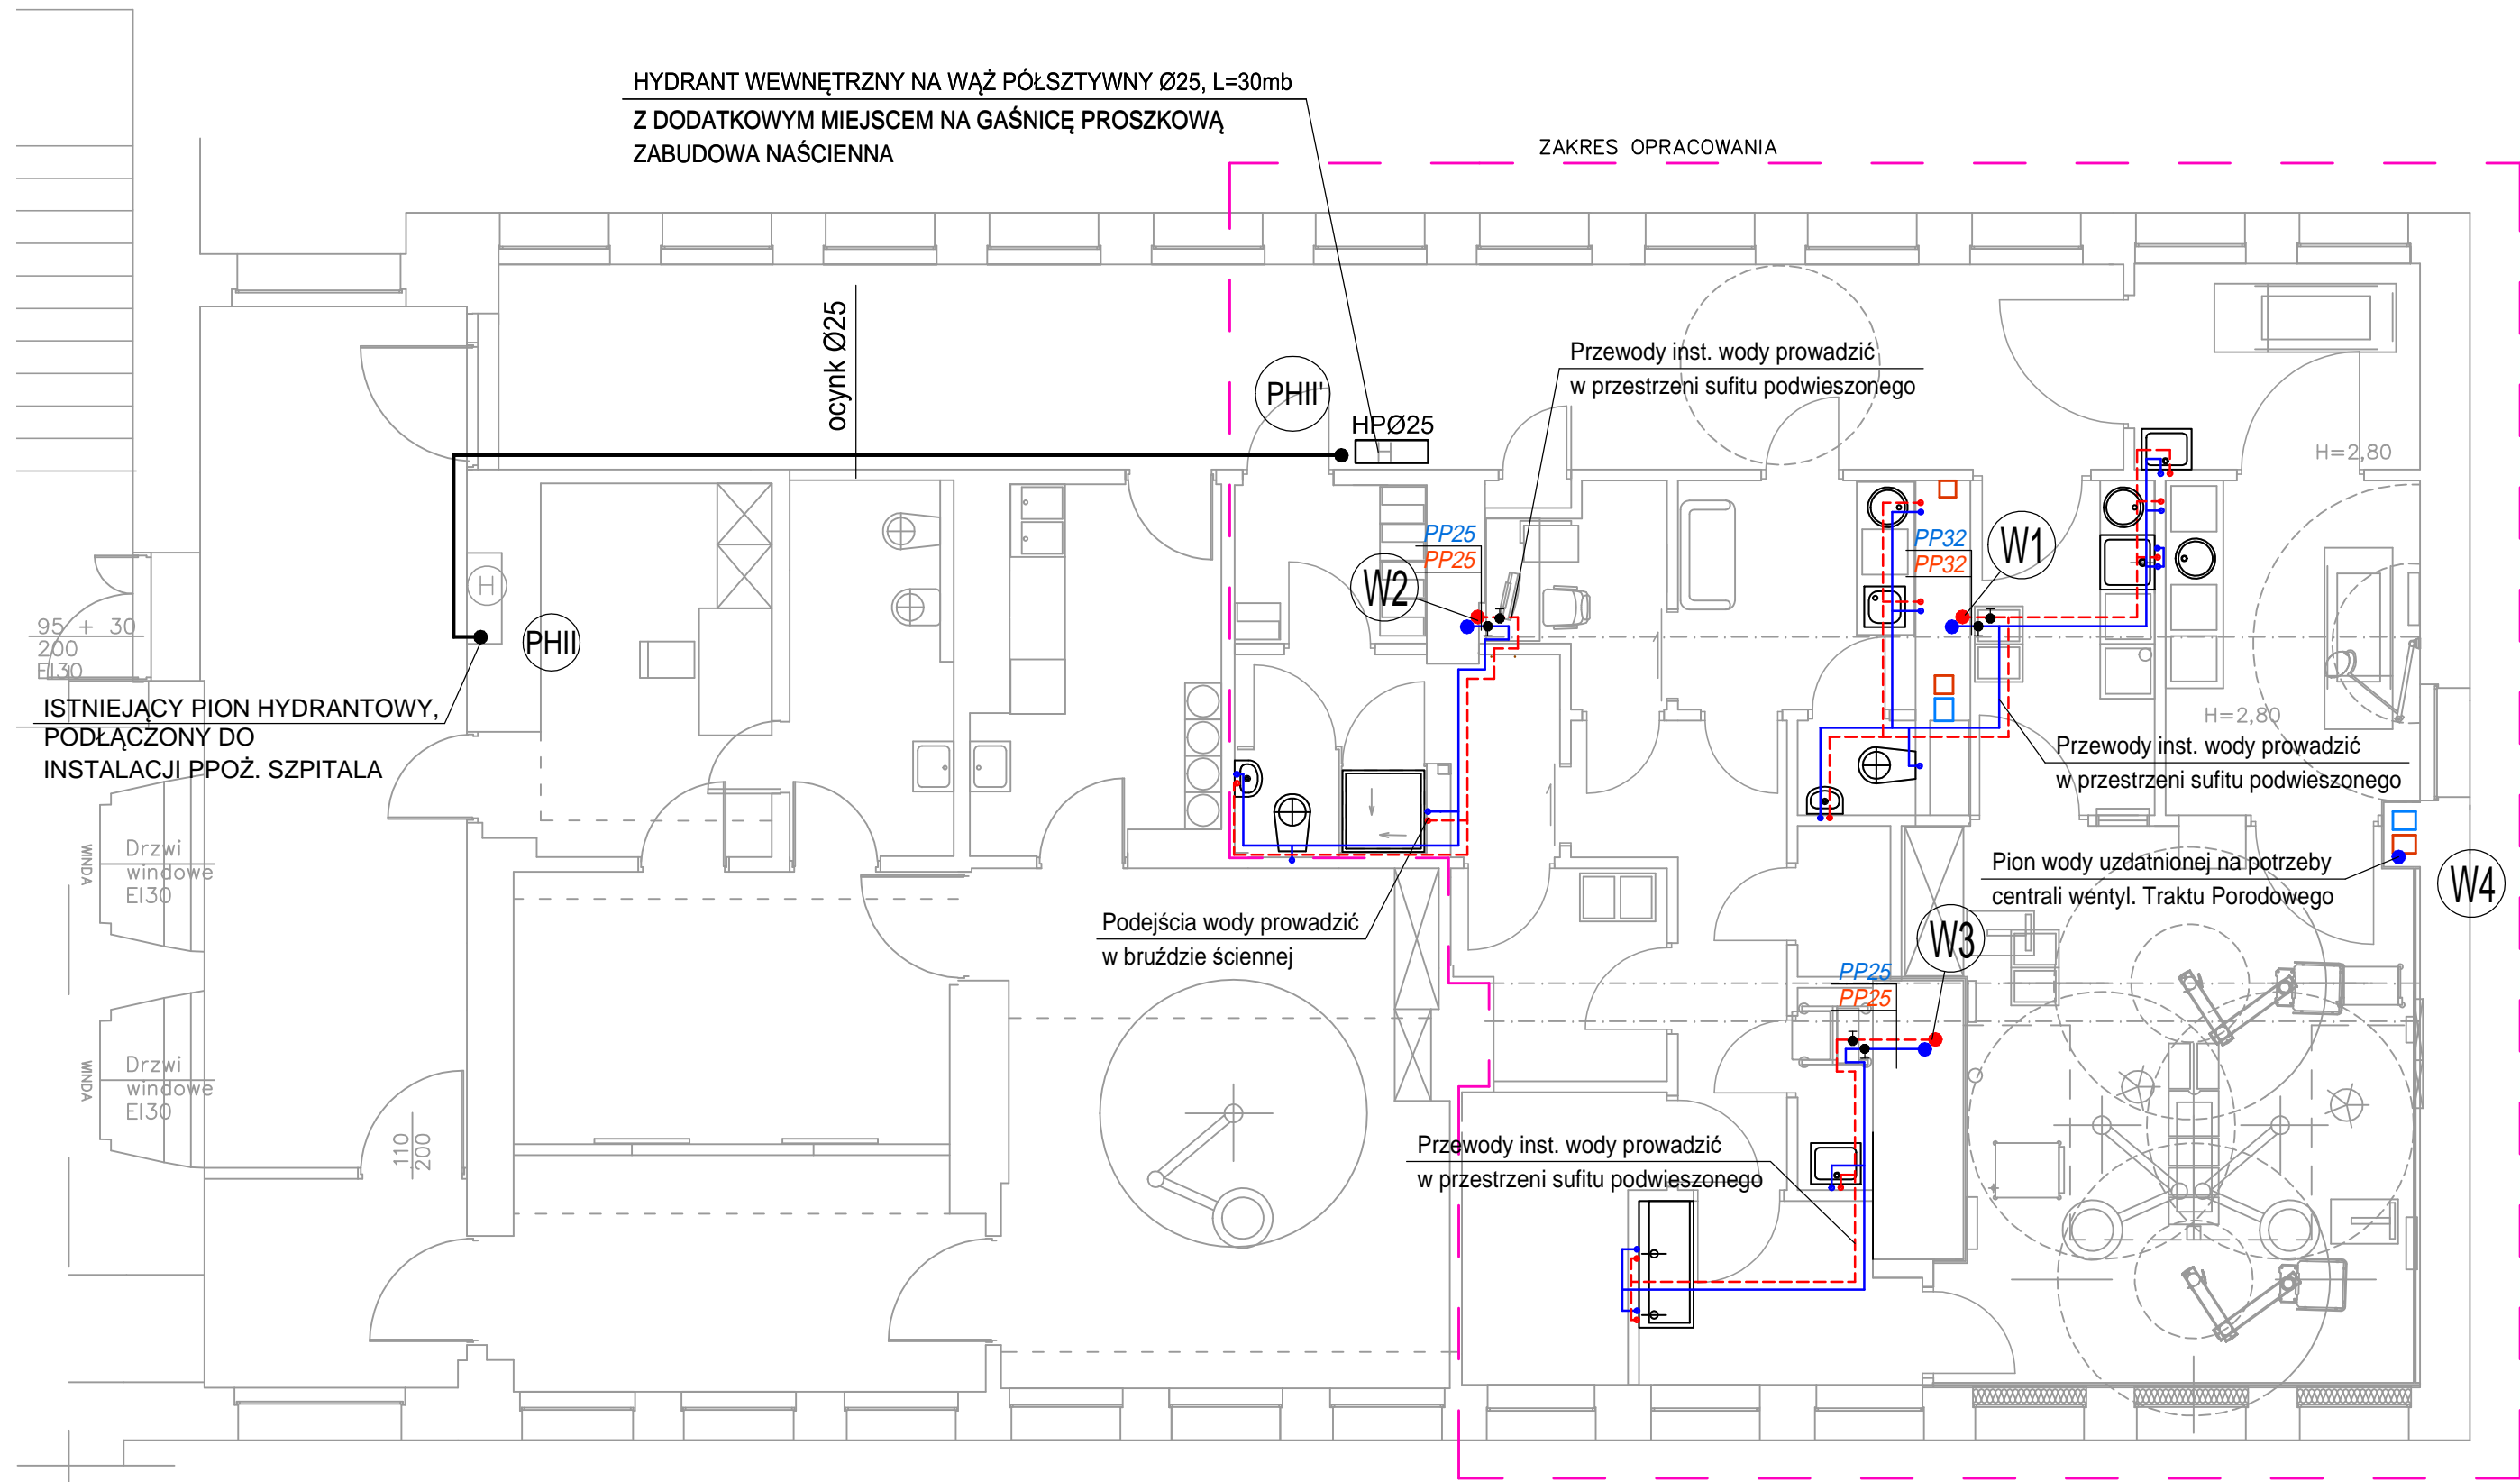 HYDRANT WEWNĘTRZNY NA WĄŻ PÓŁSZTYWNY Ø25, L=30mb
Z DODATKOWYM MIEJSCEM NA GAŚNICĘ PROSZKOWĄ
ZABUDOWA NAŚCIENNA
ZAKRES OPRACOWANIA
ocynk Ø25
PHII'
HPØ25
Przewody inst. wody prowadzić
w przestrzeni sufitu podwieszonego
H=2,80
PP25
PP25
W2
PP32
PP32
W1
H
PHII
95 + 30
200
EI30
ISTNIEJĄCY PION HYDRANTOWY,
PODŁĄCZONY DO
INSTALACJI PPOŻ. SZPITALA
H=2,80
Przewody inst. wody prowadzić
w przestrzeni sufitu podwieszonego
WINDA
Drzwi
windowe
EI30
Pion wody uzdatnionej na potrzeby
centrali wentyl. Traktu Porodowego
W4
Podejścia wody prowadzić
w bruździe ściennej
W3
PP25
PP25
WINDA
Drzwi
windowe
EI30
110
200
Przewody inst. wody prowadzić
w przestrzeni sufitu podwieszonego